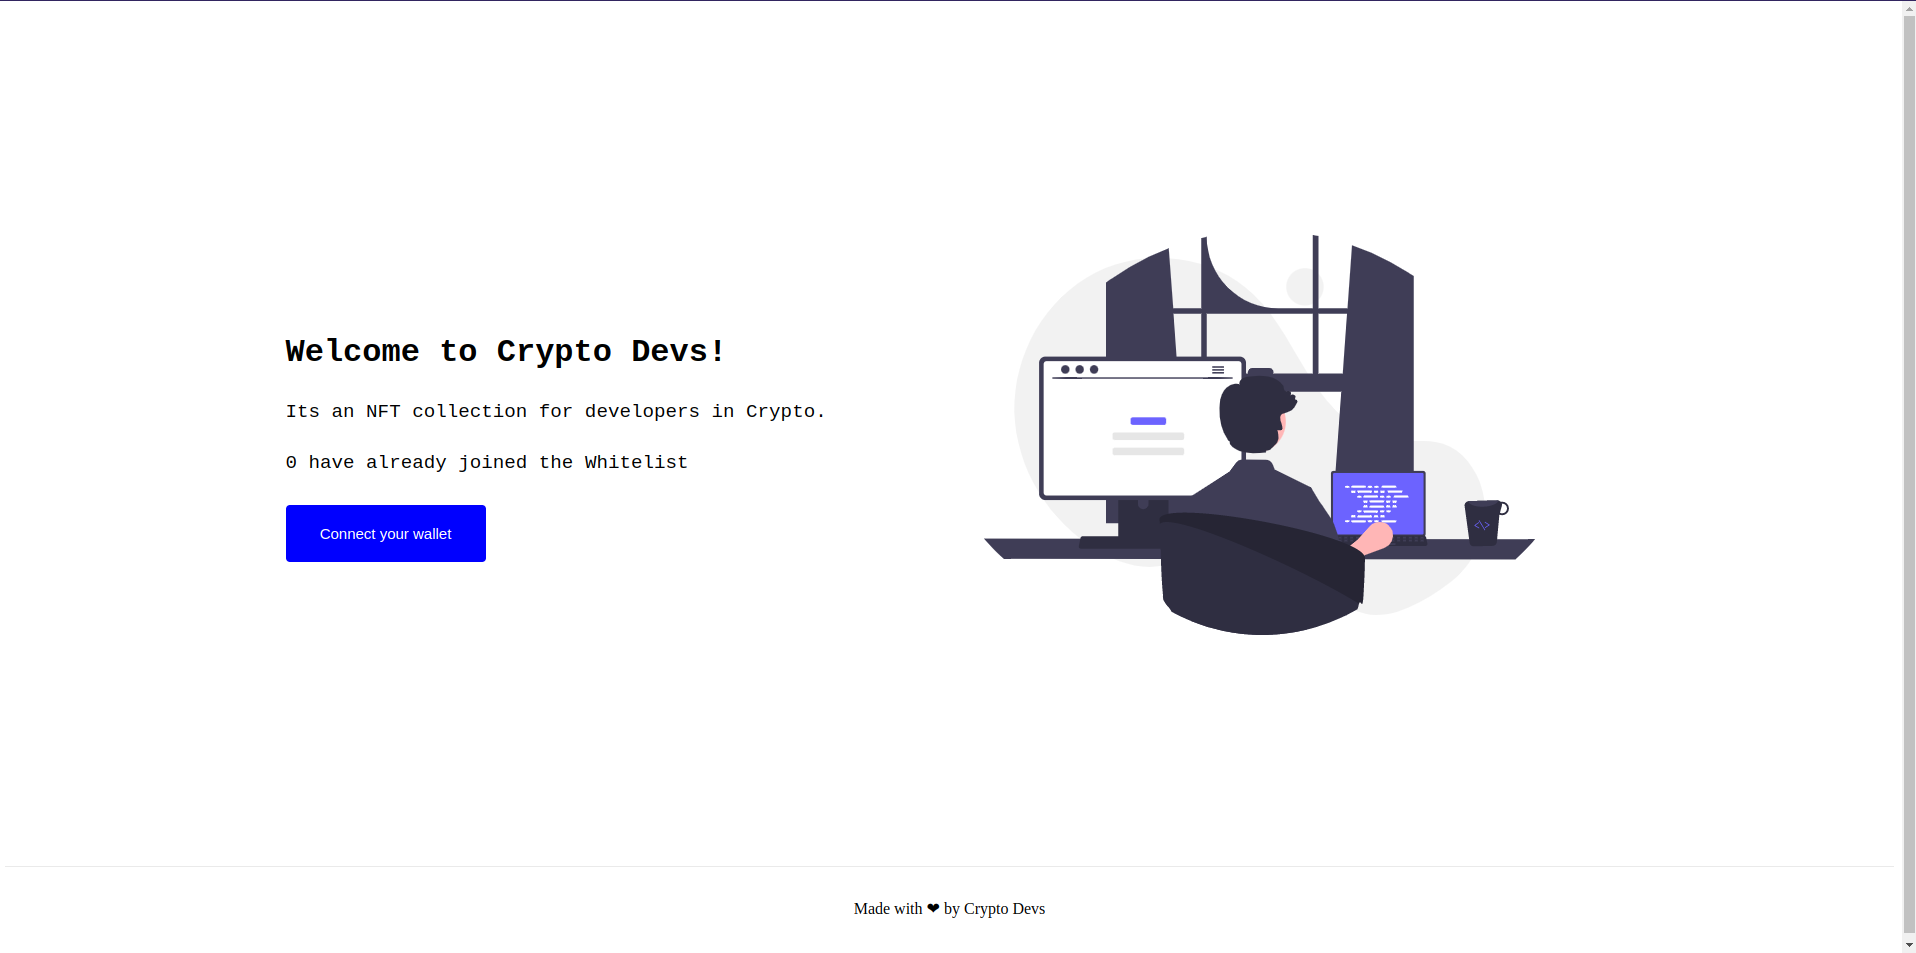 Welcome to Crypto Devs!
Its an NFT collection for developers in Crypto.
0 have already joined the Whitelist
Connect your wallet
</>
Made with ❤ by Crypto Devs